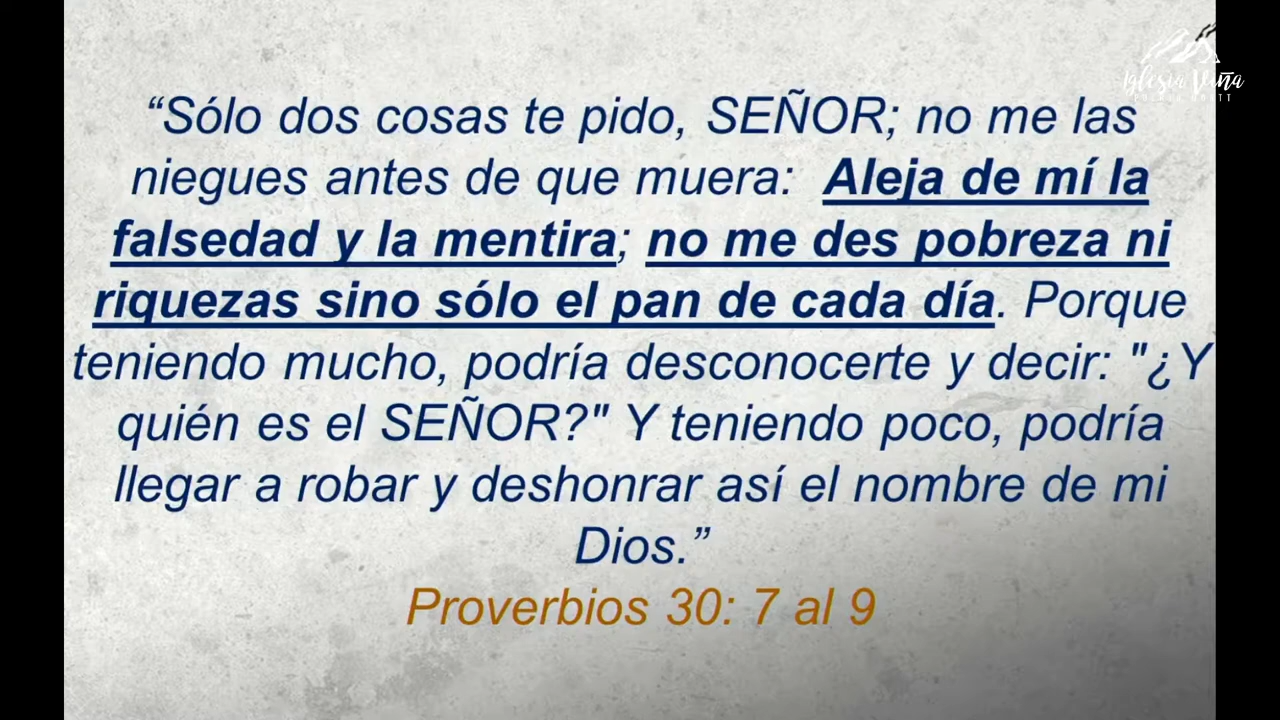 Iglesia Viña
“Sólo dos cosas te pido, SEÑOR; no me las
niegues antes de que muera: Aleja de mí la
falsedad y la mentira; no me des pobreza ni
riquezas sino sólo el pan de cada día. Porque
teniendo mucho, podría desconocerte y decir: "¿Y
quién es el SEÑOR?" Y teniendo poco, podría
llegar a robar y deshonrar así el nombre de mi
Dios.”
Proverbios 30: 7 al 9